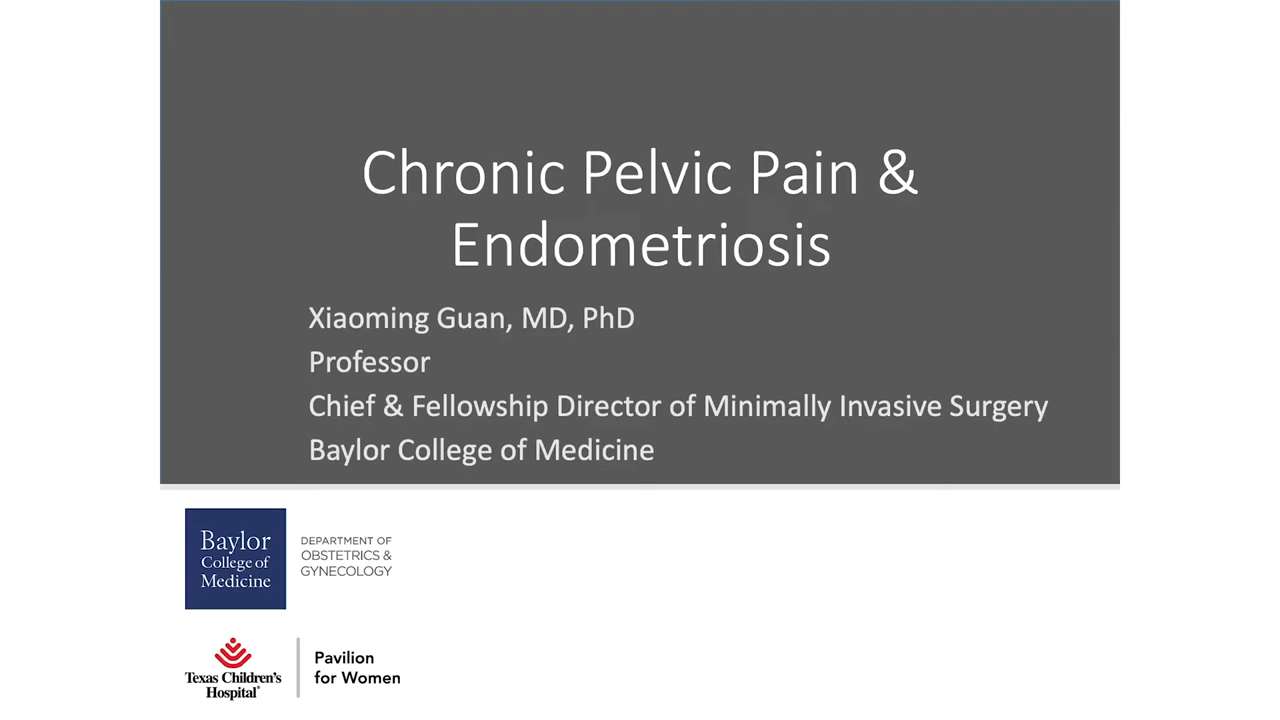 Chronic Pelvic Pain &
Endometriosis
Xiaoming Guan, MD, PhD
Professor
Chief & Fellowship Director of Minimally Invasive Surgery
Baylor College of Medicine
Baylor
College of
Medicine
DEPARTMENT OF
OBSTETRICS &
GYNECOLOGY
Texas Children's
Hospital®
Pavilion
for Women